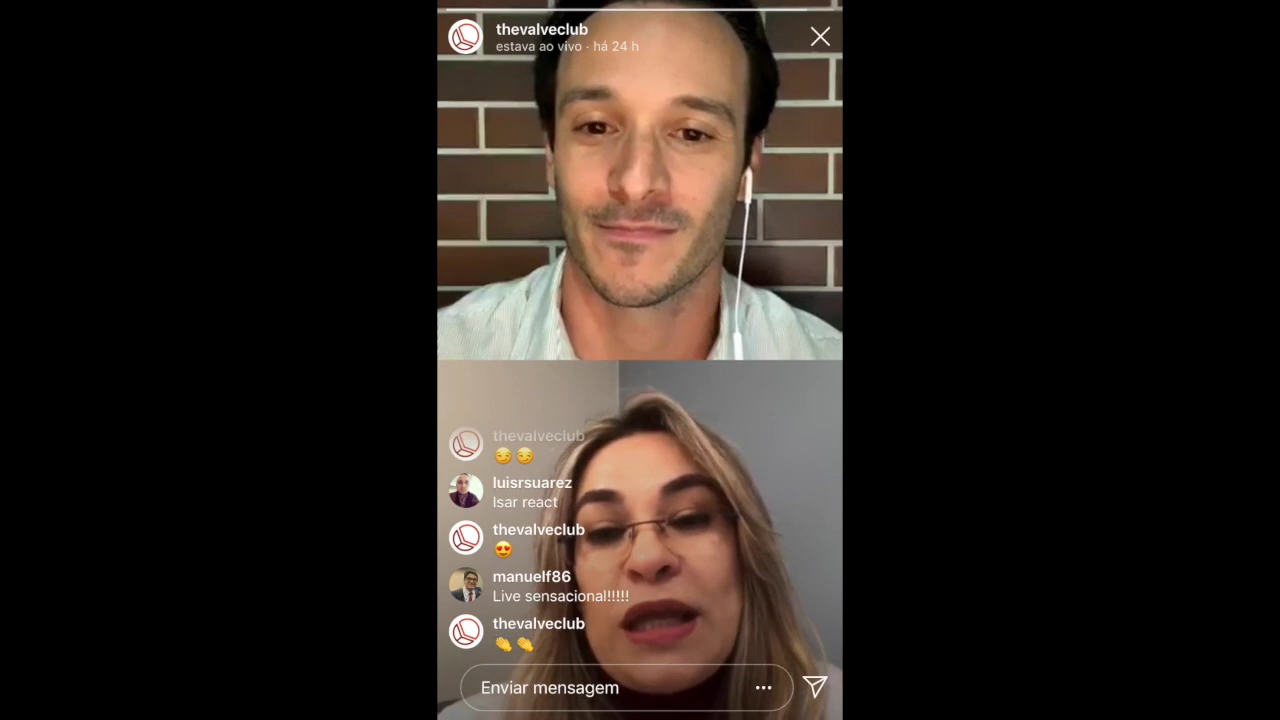 thevalveclub
estava ao vivo · há 24 h
thevalveclub
😏 😏
luisrsuarez
Isar react
thevalveclub
😍
manuelf86
Live sensacional!!!!!
thevalveclub
👏 👏
Enviar mensagem